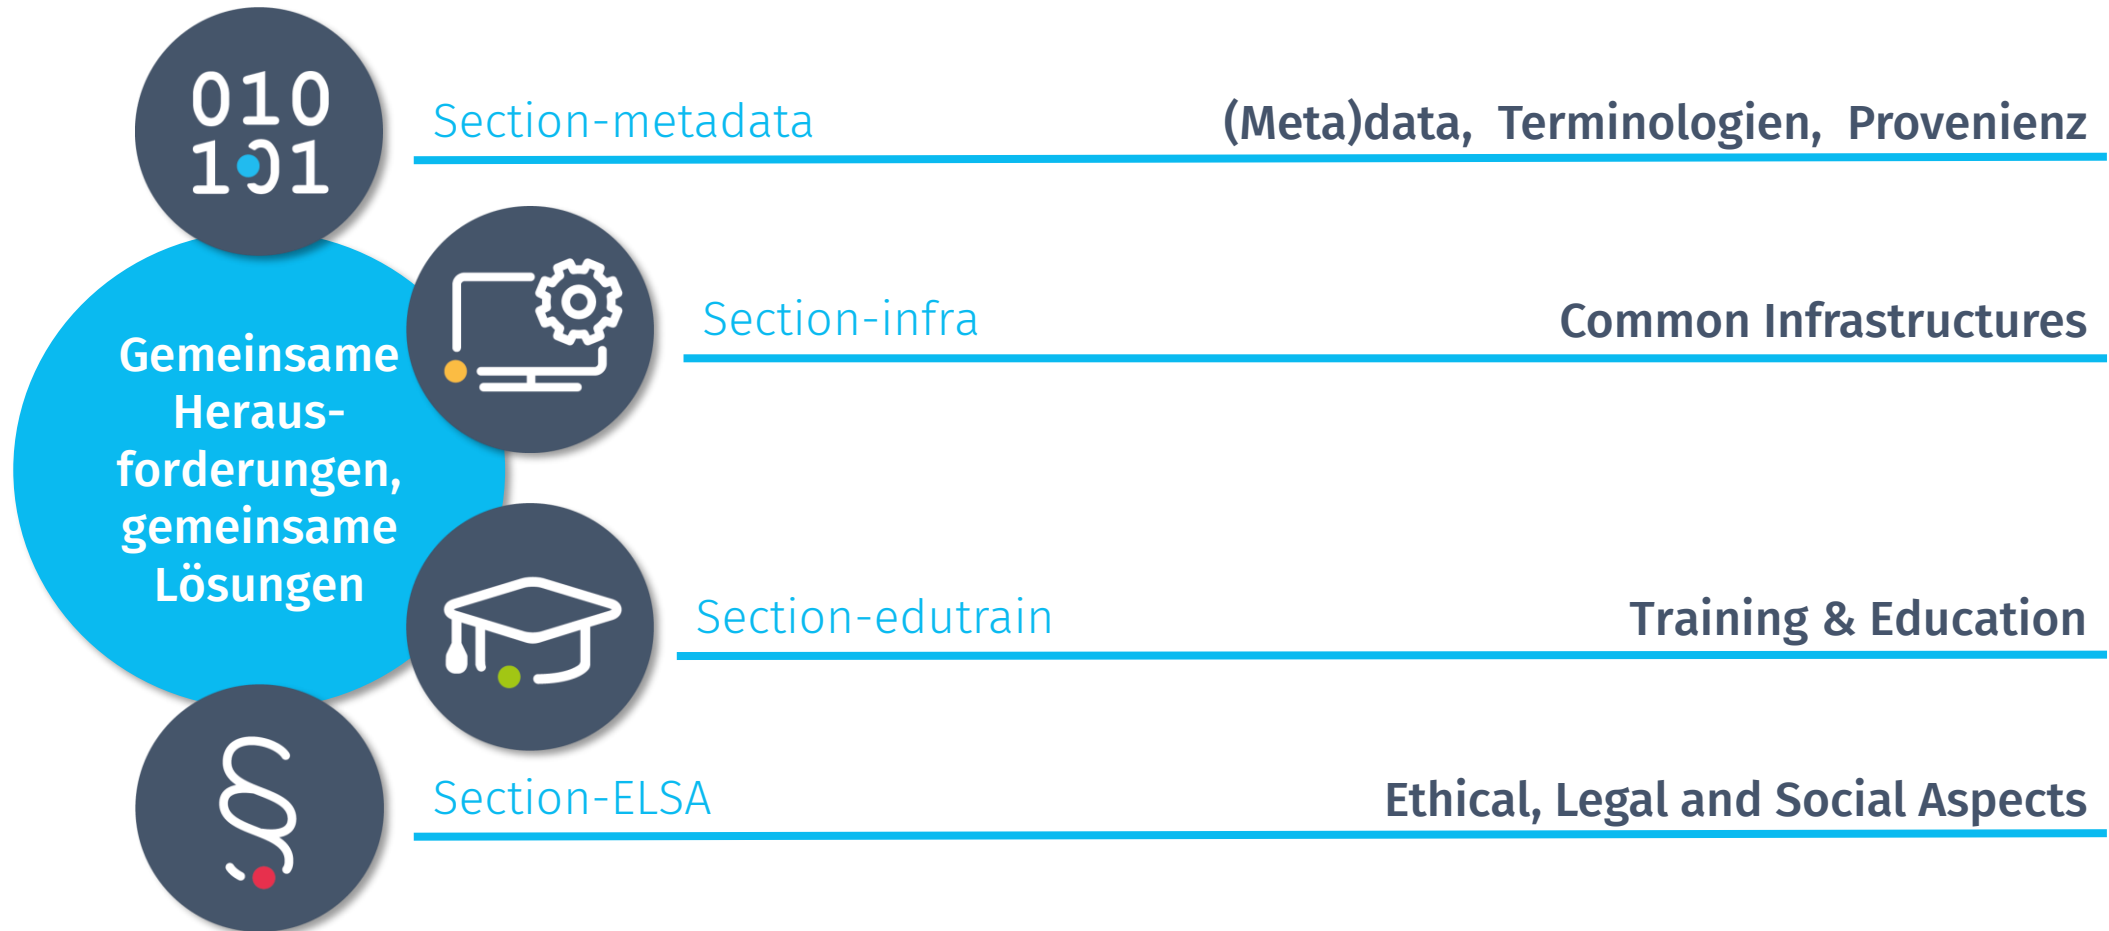 010
101
Section-metadata
(Meta)data, Terminologien, Provenienz
Section-infra
Common Infrastructures
Gemeinsame
Heraus-
forderungen,
gemeinsame
Lösungen
Section-edutrain
Training & Education
§
Section-ELSA
Ethical, Legal and Social Aspects